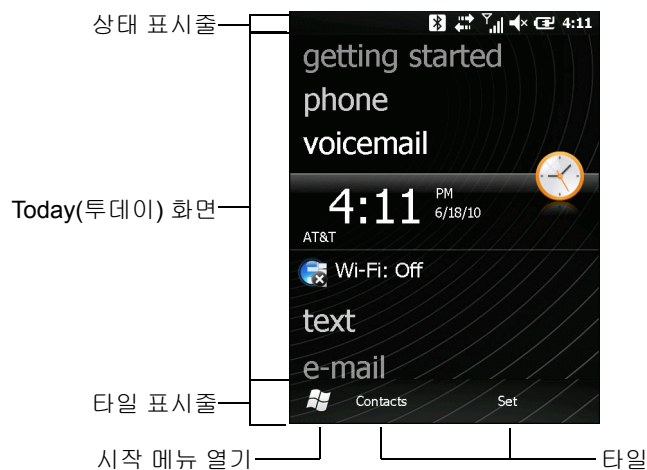 상태 표시줄
4:11
getting started
phone
voicemail
Today(투데이) 화면
4:11 PM
6/18/10
AT&T
Wi-Fi: Off
text
e-mail
타일 표시줄
Contacts Set
시작 메뉴 열기
타일